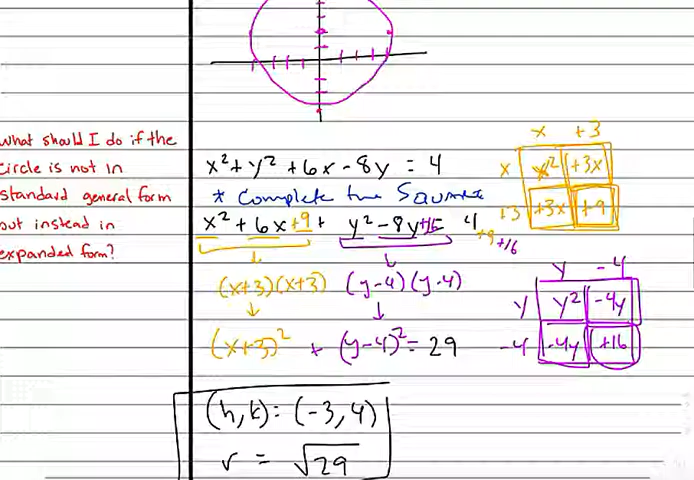 What should I do if the
circle is not in
standard general form
but instead in
expanded form?
x² + y² + 6x - 8y = 4
* Complete the Square
x² + 6x + 9 + y² - 8y + 16 = 4 + 9 + 16
(x+3)(x+3) (y-4)(y-4)
(x+3)² + (y-4)² = 29
(h,k) = (-3, 4)
r = √29
x +3
x x² +3x
+3 +3x +9
y -4
y y² -4y
-4 -4y +16